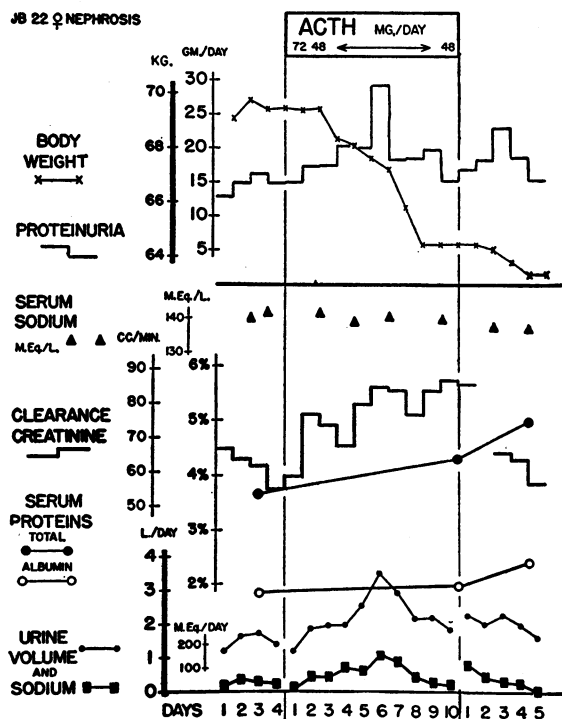 JB 22 ♀ NEPHROSIS
ACTH MG./DAY
72 48 48
KG. GM./DAY
70
68
66
64
30
25
20
15
10
5
BODY
WEIGHT
PROTEINURIA
SERUM
SODIUM
M.Eq./L.
M.Eq./L.
140
130
CC/MIN.
90
80
70
60
50
6%
5%
4%
3%
2%
CLEARANCE
CREATININE
SERUM
PROTEINS
TOTAL
ALBUMIN
L./DAY
4
3
2
1
0
M.Eq./DAY
200
100
URINE
VOLUME
AND
SODIUM
DAYS 1 2 3 4 1 2 3 4 5 6 7 8 9 10 1 2 3 4 5